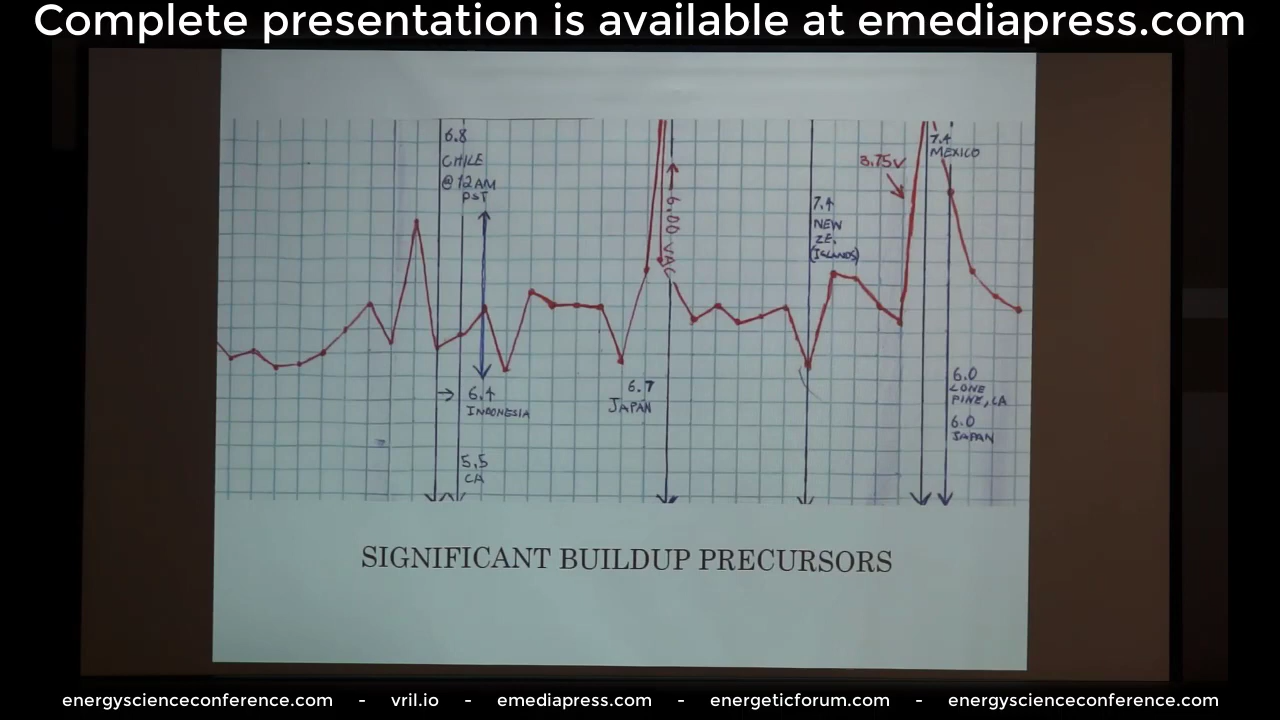 Complete presentation is available at emediapress.com
6.8
CHILE
@ 12AM
PST
6.00 VAC
3.75V
7.4
MEXICO
7.4
NEW
ZE.
(ISLANDS)
6.4
INDONESIA
6.7
JAPAN
6.0
LONE
PINE, CA
6.0
JAPAN
5.5
CA
SIGNIFICANT BUILDUP PRECURSORS
energyscienceconference.com - vril.io - emediapress.com - energeticforum.com - energyscienceconference.com